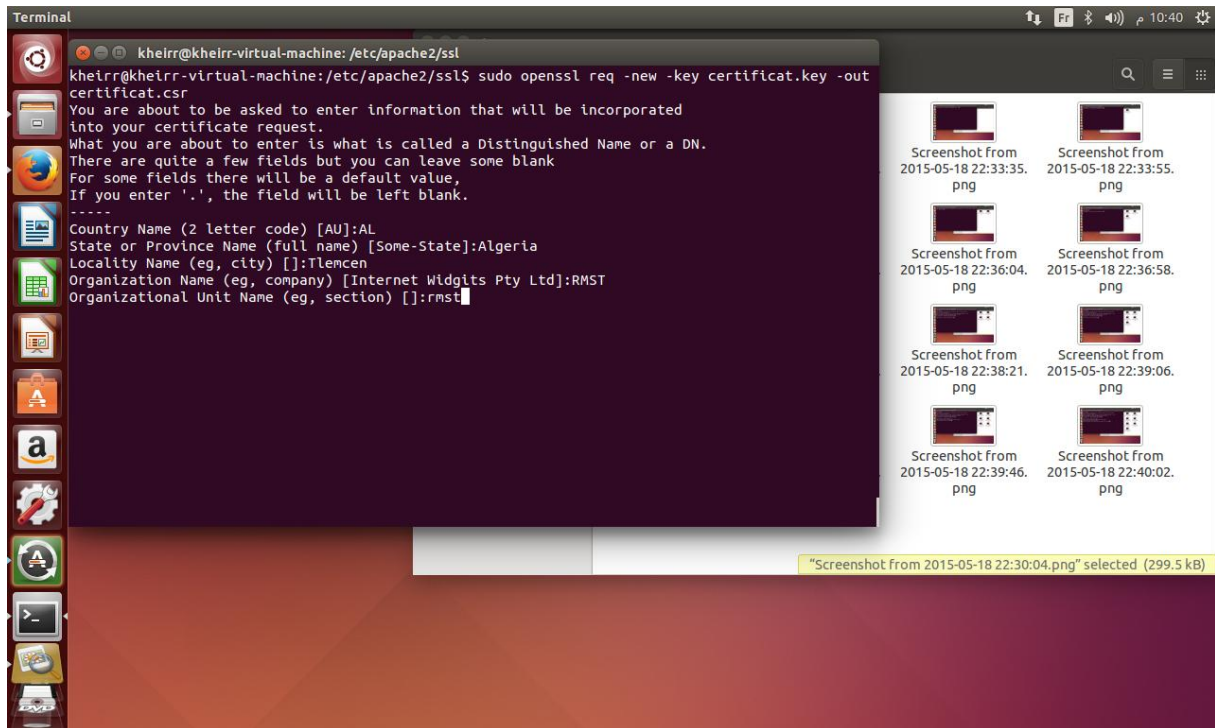 Terminal
Fr
م 10:40
kheirr@kheirr-virtual-machine: /etc/apache2/ssl
kheirr@kheirr-virtual-machine:/etc/apache2/ssl$ sudo openssl req -new -key certificat.key -out
certificat.csr
You are about to be asked to enter information that will be incorporated
into your certificate request.
What you are about to enter is what is called a Distinguished Name or a DN.
There are quite a few fields but you can leave some blank
For some fields there will be a default value,
If you enter '.', the field will be left blank.
-----
Country Name (2 letter code) [AU]:AL
State or Province Name (full name) [Some-State]:Algeria
Locality Name (eg, city) []:Tlemcen
Organization Name (eg, company) [Internet Widgits Pty Ltd]:RMST
Organizational Unit Name (eg, section) []:rmst
Screenshot from
2015-05-18 22:33:35.
png
Screenshot from
2015-05-18 22:33:55.
png
Screenshot from
2015-05-18 22:36:04.
png
Screenshot from
2015-05-18 22:36:58.
png
Screenshot from
2015-05-18 22:38:21.
png
Screenshot from
2015-05-18 22:39:06.
png
Screenshot from
2015-05-18 22:39:46.
png
Screenshot from
2015-05-18 22:40:02.
png
"Screenshot from 2015-05-18 22:30:04.png" selected (299.5 kB)